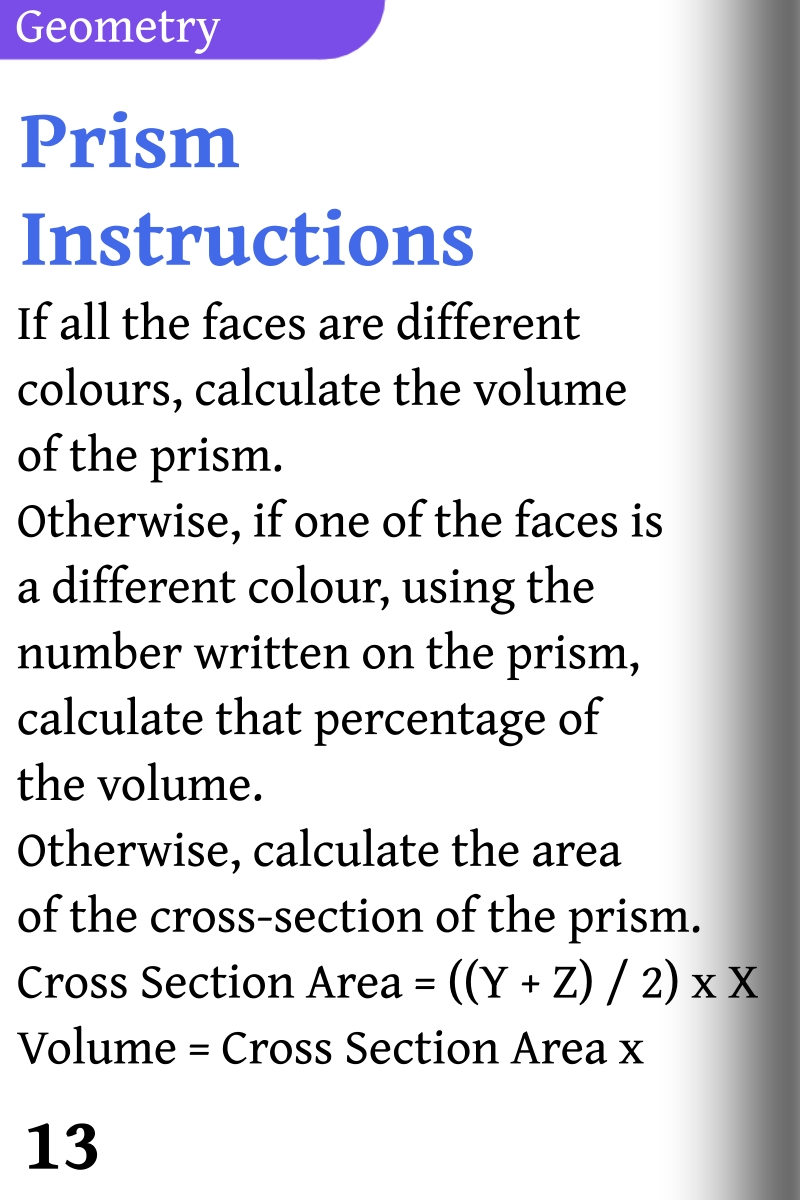 Geometry
Prism
Instructions
If all the faces are different
colours, calculate the volume
of the prism.
Otherwise, if one of the faces is
a different colour, using the
number written on the prism,
calculate that percentage of
the volume.
Otherwise, calculate the area
of the cross-section of the prism.
Cross Section Area = ((Y + Z) / 2) x X
Volume = Cross Section Area x
13